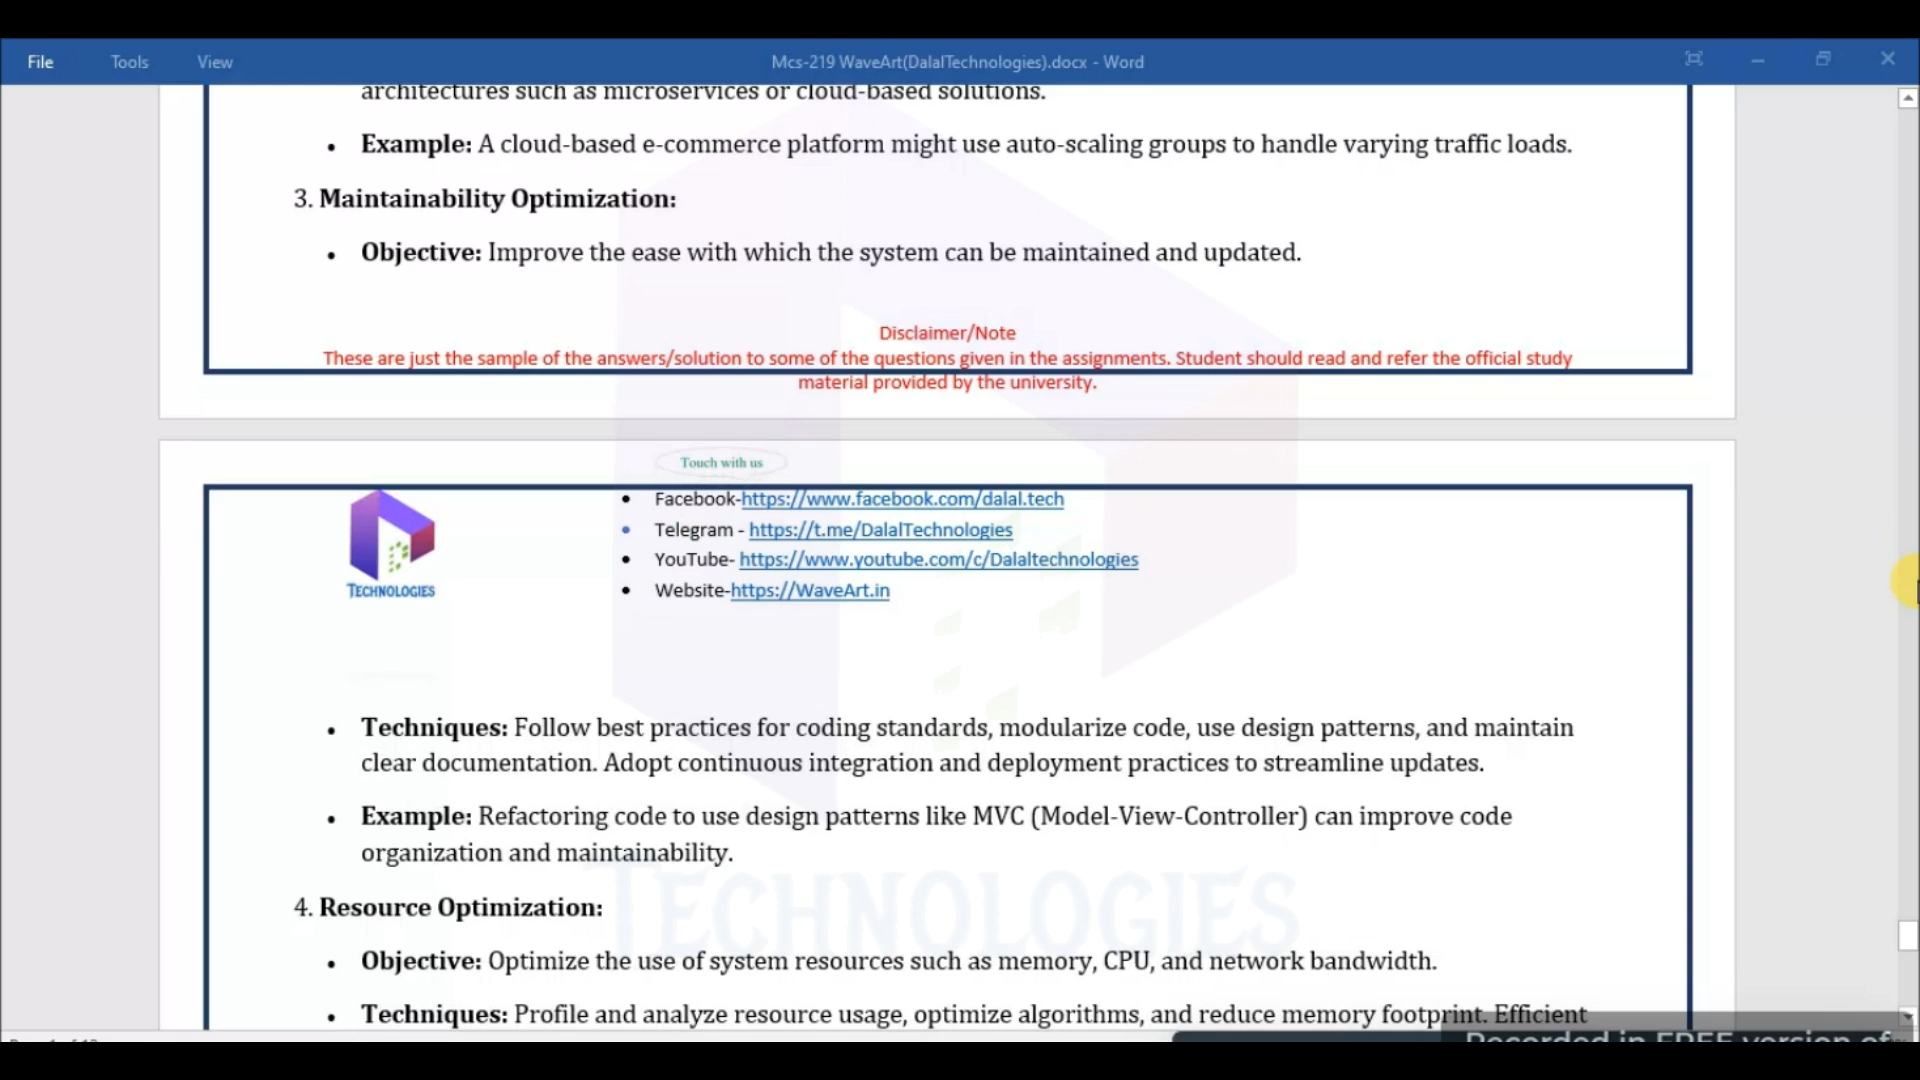 File Tools View Mcs-219 WaveArt(DalalTechnologies).docx - Word
architectures such as microservices or cloud-based solutions.
• Example: A cloud-based e-commerce platform might use auto-scaling groups to handle varying traffic loads.
3. Maintainability Optimization:
• Objective: Improve the ease with which the system can be maintained and updated.
Disclaimer/Note
These are just the sample of the answers/solution to some of the questions given in the assignments. Student should read and refer the official study
material provided by the university.
Touch with us
• Facebook-https://www.facebook.com/dalal.tech
• Telegram - https://t.me/DalalTechnologies
• YouTube- https://www.youtube.com/c/Dalaltechnologies
• Website-https://WaveArt.in
TECHNOLOGIES
• Techniques: Follow best practices for coding standards, modularize code, use design patterns, and maintain
clear documentation. Adopt continuous integration and deployment practices to streamline updates.
• Example: Refactoring code to use design patterns like MVC (Model-View-Controller) can improve code
organization and maintainability.
TECHNOLOGIES
4. Resource Optimization:
• Objective: Optimize the use of system resources such as memory, CPU, and network bandwidth.
• Techniques: Profile and analyze resource usage, optimize algorithms, and reduce memory footprint. Efficient
Recorded in FREE version of